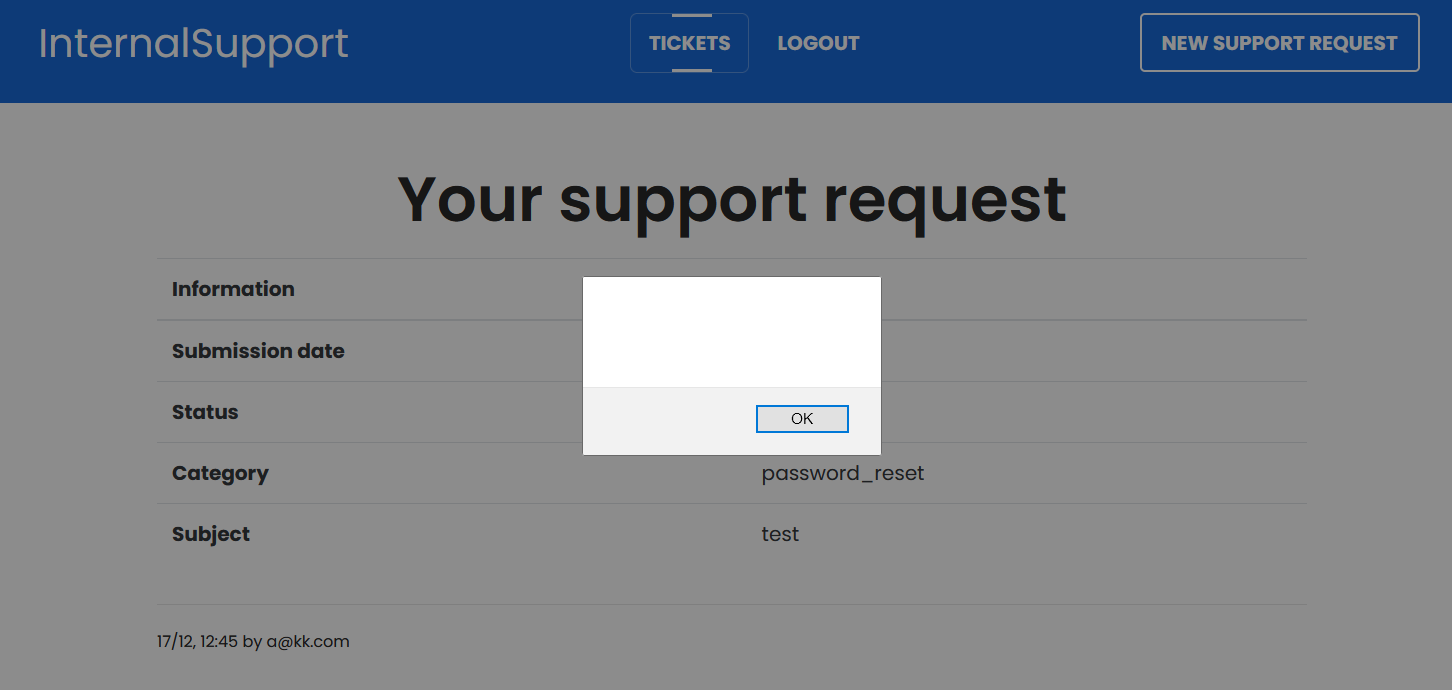 InternalSupport
TICKETS
LOGOUT
NEW SUPPORT REQUEST
Your support request
Information
Submission date
Status
OK
Category password_reset
Subject test
17/12, 12:45 by a@kk.com